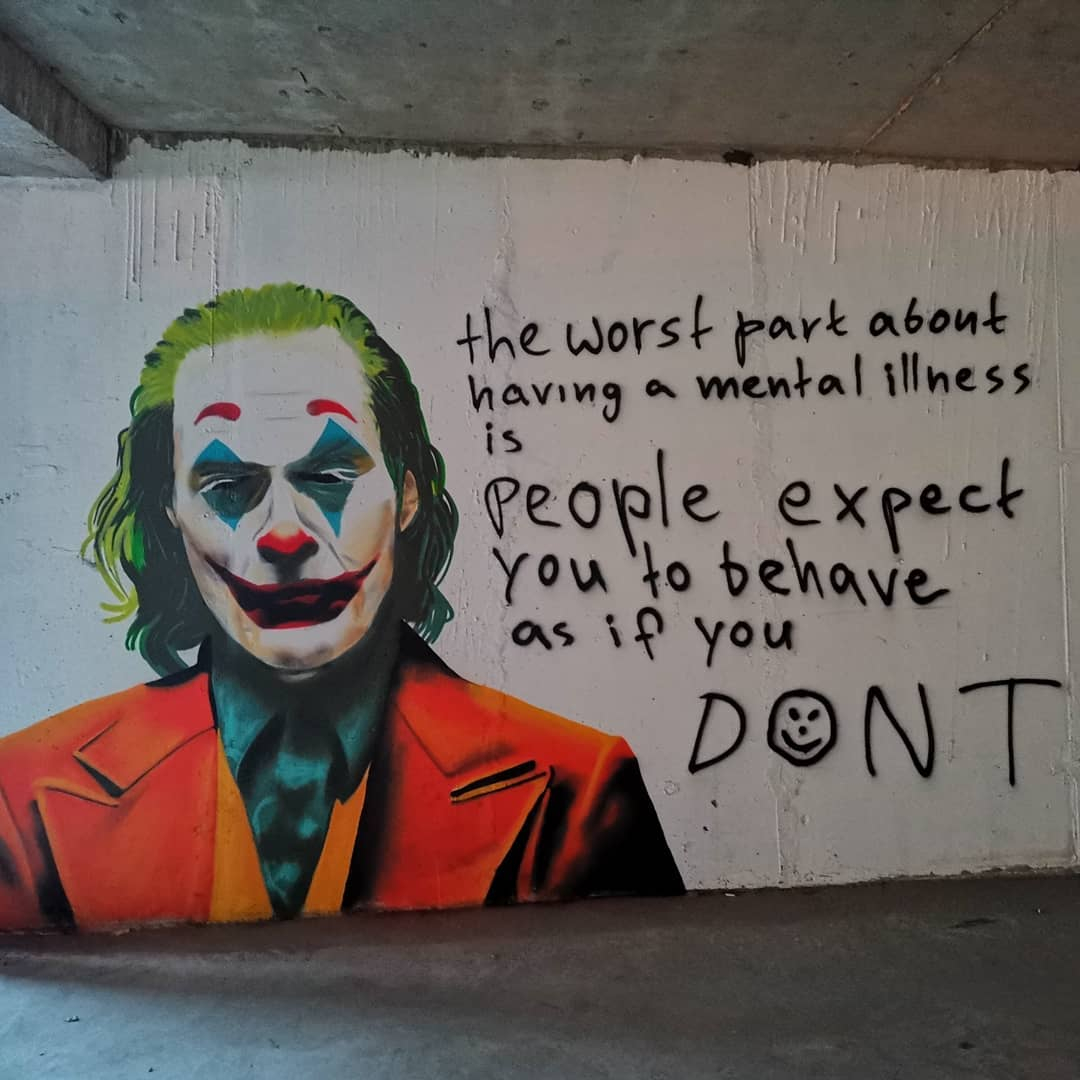 the worst part about
having a mental illness
is
PEOPLE expect
you to behave
as if you
DONT